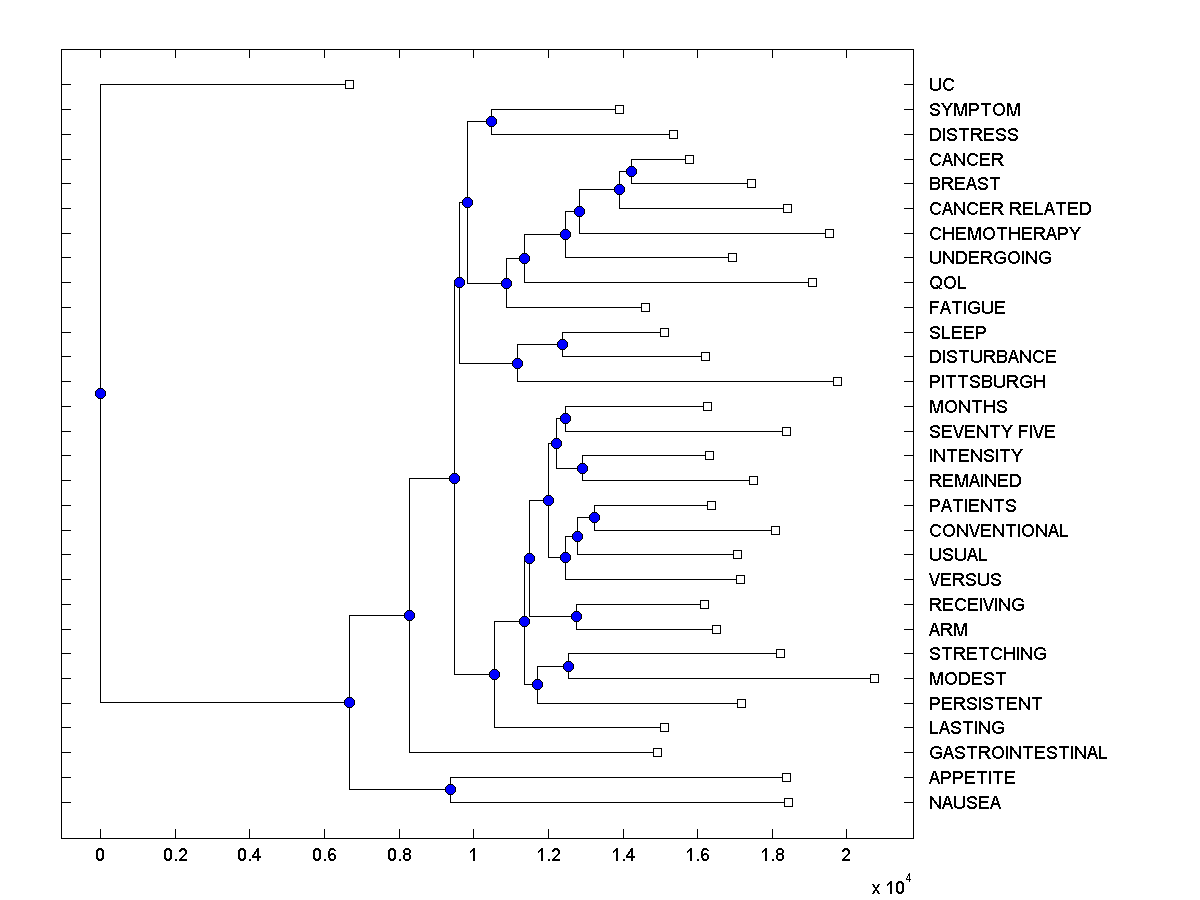 UC
SYMPTOM
DISTRESS
CANCER
BREAST
CANCER RELATED
CHEMOTHERAPY
UNDERGOING
QOL
FATIGUE
SLEEP
DISTURBANCE
PITTSBURGH
MONTHS
SEVENTY FIVE
INTENSITY
REMAINED
PATIENTS
CONVENTIONAL
USUAL
VERSUS
RECEIVING
ARM
STRETCHING
MODEST
PERSISTENT
LASTING
GASTROINTESTINAL
APPETITE
NAUSEA
0 0.2 0.4 0.6 0.8 1 1.2 1.4 1.6 1.8 2
x 10^4